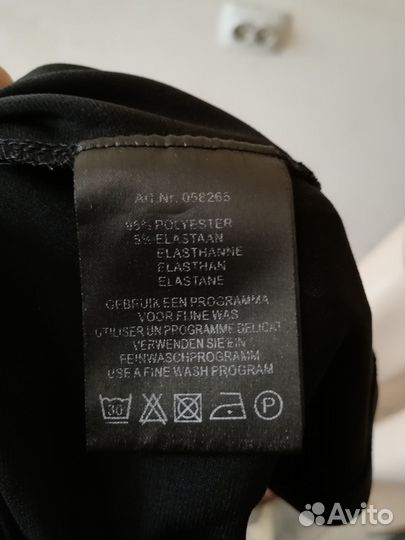 Art.Nr. 058265
95% POLYESTER
5% ELASTAAN
ELASTHANNE
ELASTHAN
ELASTANE
GEBRUIK EEN PROGRAMMA
VOOR FIJNE WAS
UTILISER UN PPROGRAMME DELICAT
VERWENDEN SIE EIN
FEINWASCHPROGRAMM
USE A FINE WASH PROGRAM
30 P
Avito